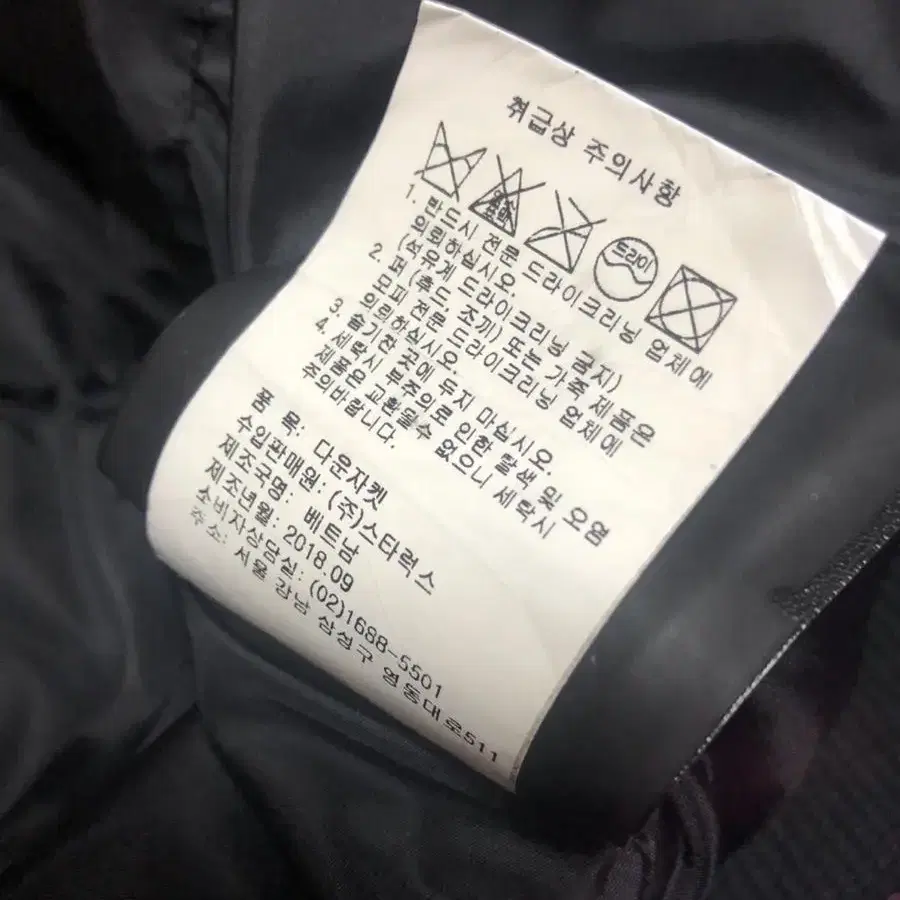 취급상 주의사항
드라이
1. 반드시 전문 드라이크리닝 업체에
의뢰하십시오.
(석유계 드라이크리닝 금지)
2. 퍼 (후드 조끼) 또는 가죽 제품은
모피 전문 드라이크리닝 업체에
의뢰하십시오.
3. 습기찬 곳에 두지 마십시오.
4. 세탁시 부주의로 인한 탈색 및 오염
제품은 교환될수 없으니 세탁시
주의바랍니다.
품 목: 다운자켓
수입판매원: (주)스타럭스
제조국명: 베트남
제조년월: 2018.09
소비자상담실: (02)1688-5501
주소: 서울 강남 삼성구 영동대로511